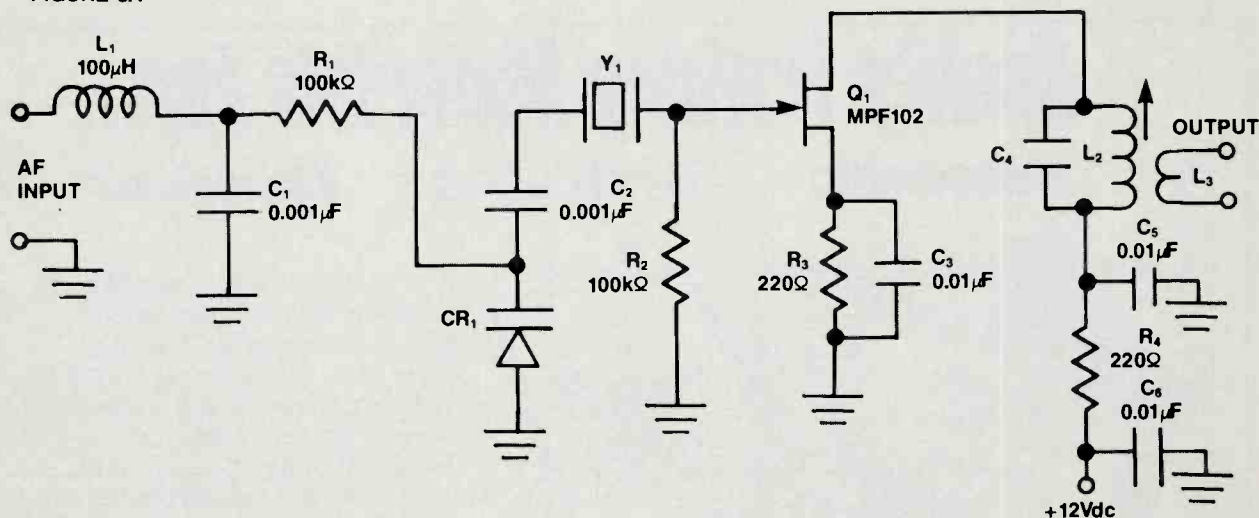 FIGURE 3A
L₁
100μH
R₁
100kΩ
Y₁
Q₁
MPF102
OUTPUT
C₄
L₂
L₃
AF
INPUT
C₁
0.001μF
C₂
0.001μF
R₂
100kΩ
R₃
220Ω
C₃
0.01μF
C₅
0.01μF
CR₁
R₄
220Ω
C₆
0.01μF
+12Vdc